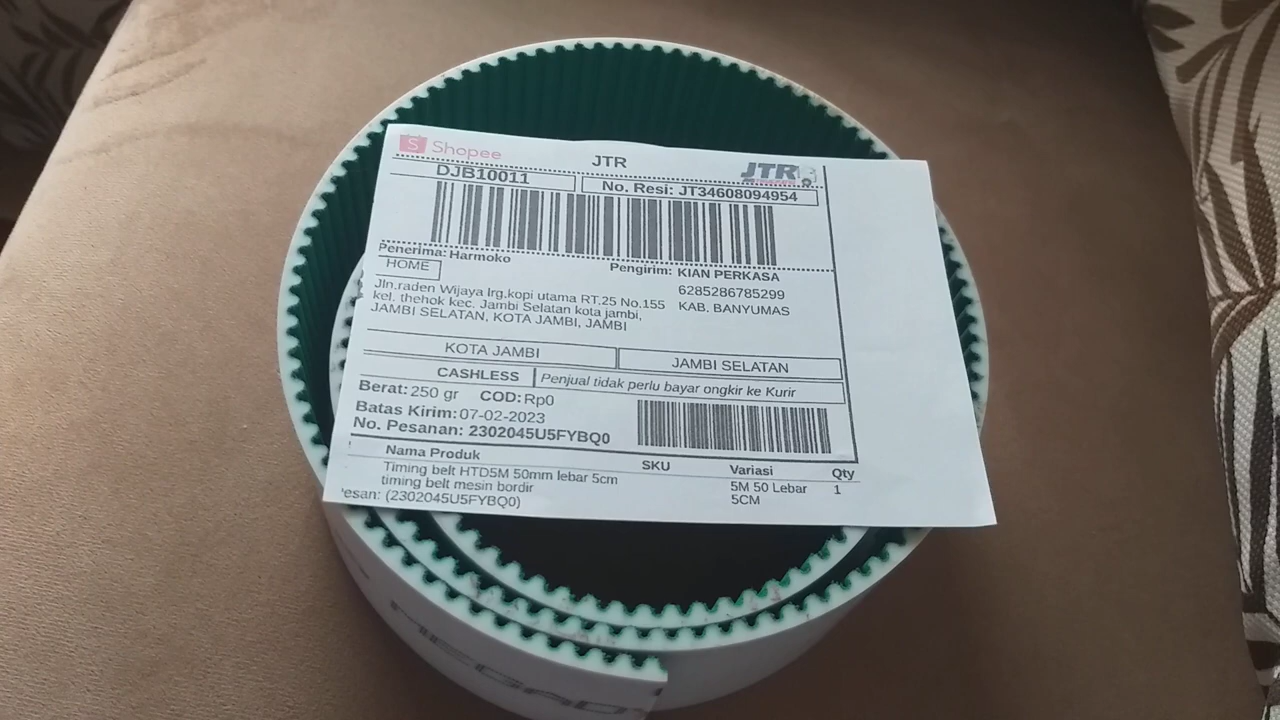 Shopee
JTR
JTR
DJB10011
No. Resi: JT34608094954
Penerima: Harmoko
Pengirim: KIAN PERKASA
HOME
6285286785299
Jln.raden Wijaya lrg.kopi utama RT.25 No.155
KAB. BANYUMAS
kel. thehok kec. Jambi Selatan kota jambi,
JAMBI SELATAN, KOTA JAMBI, JAMBI
KOTA JAMBI
JAMBI SELATAN
CASHLESS
Penjual tidak perlu bayar ongkir ke Kurir
Berat: 250 gr
COD: Rp0
Batas Kirim: 07-02-2023
No. Pesanan: 2302045U5FYBQ0
Nama Produk
SKU
Variasi
Qty
Timing belt HTD5M 50mm lebar 5cm
5M 50 Lebar
1
timing belt mesin bordir
5CM
esan: (2302045U5FYBQ0)